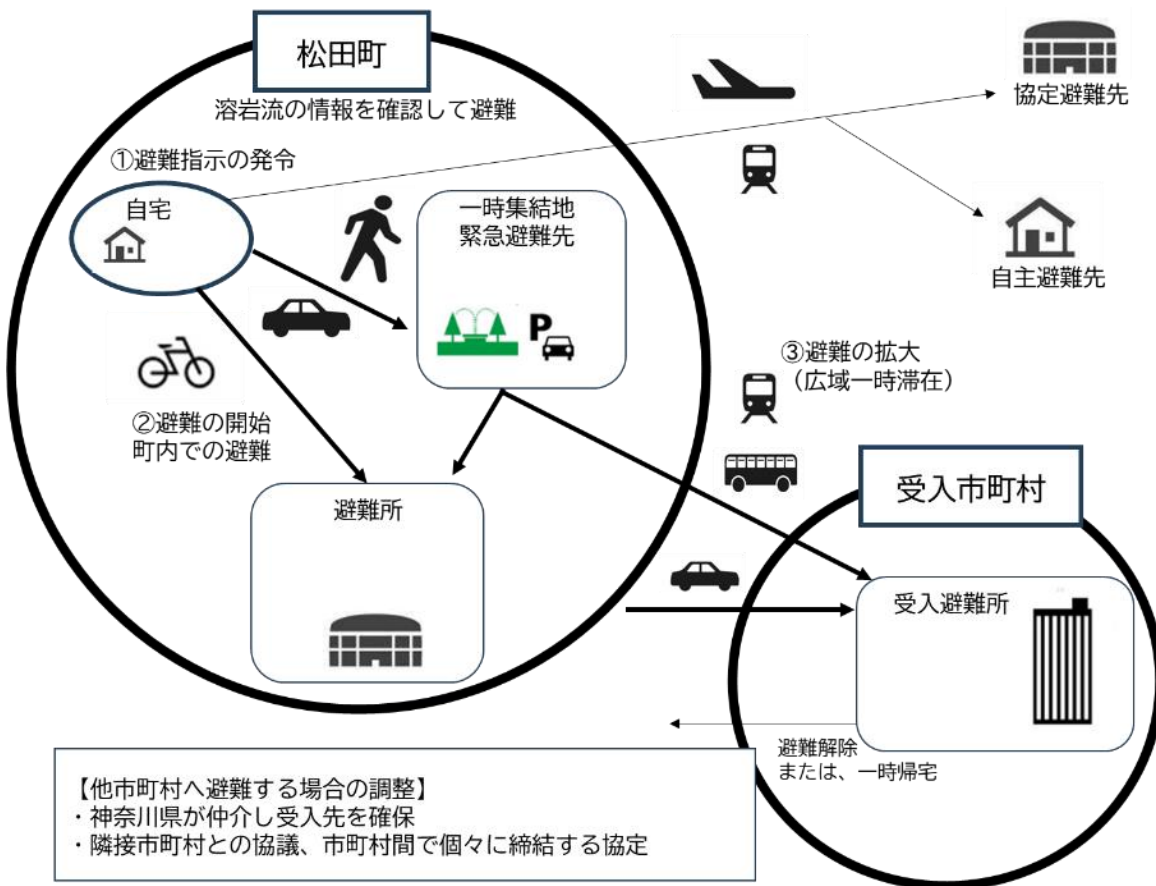 松田町
溶岩流の情報を確認して避難
①避難指示の発令
自宅
一時集結地
緊急避難先
P
②避難の開始
町内での避難
避難所
協定避難先
自主避難先
③避難の拡大
（広域一時滞在）
受入市町村
受入避難所
避難解除
または、一時帰宅
【他市町村へ避難する場合の調整】
・神奈川県が仲介し受入先を確保
・隣接市町村との協議、市町村間で個々に締結する協定